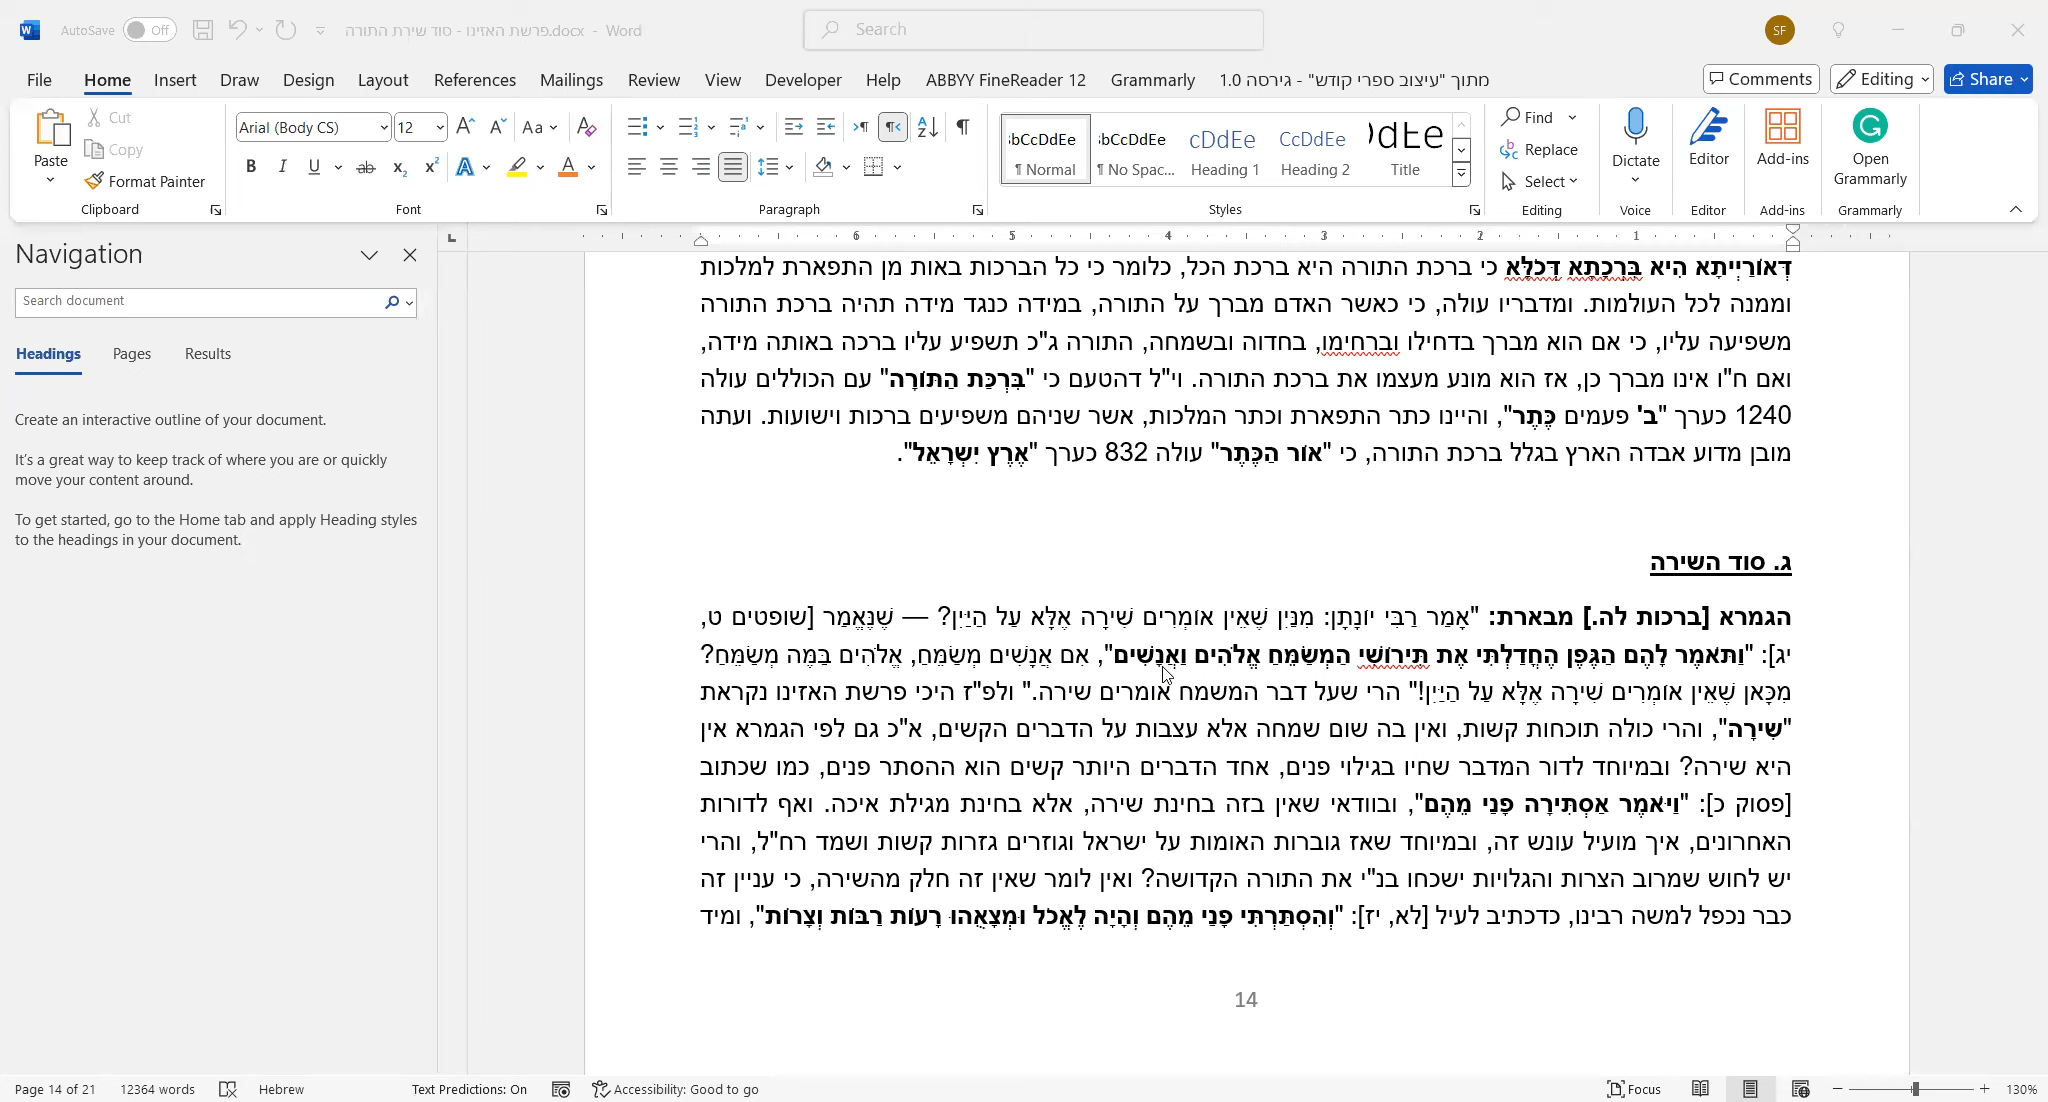 AutoSave Off פרשת האזינו - סוד שירת התורה.docx - Word Search SF
File Home Insert Draw Design Layout References Mailings Review View Developer Help ABBYY FineReader 12 Grammarly מתוך "עיצוב ספרי קודש" - גירסה 1.0 Comments Editing Share
Paste Cut Copy Format Painter Clipboard
Arial (Body CS) 12 Font
Paragraph
bCcDdEe ¶ Normal bCcDdEe ¶ No Spac... cDdEe Heading 1 CcDdEe Heading 2 DdEe Title Styles
Find Replace Select Editing
Dictate Voice
Editor Editor
Add-ins Add-ins
Open Grammarly Grammarly
Navigation
Search document
Headings Pages Results
Create an interactive outline of your document.
It's a great way to keep track of where you are or quickly
move your content around.
To get started, go to the Home tab and apply Heading styles
to the headings in your document.
6 5 4 3 2 1
דְּאוֹרַיְיתָא הִיא בִּרְכָתָא דְּכֹלָּא כי ברכת התורה היא ברכת הכל, כלומר כי כל הברכות באות מן התפארת למלכות
וממנה לכל העולמות. ומדבריו עולה, כי כאשר האדם מברך על התורה, במידה כנגד מידה תהיה ברכת התורה
משפיעה עליו, כי אם הוא מברך בדחילו וברחימו, בחדוה ובשמחה, התורה ג"כ תשפיע עליו ברכה באותה מידה,
ואם ח"ו אינו מברך כן, אז הוא מונע מעצמו את ברכת התורה. וי"ל דהטעם כי "בִּרְכַּת הַתּוֹרָה" עם הכוללים עולה
1240 כערך "ב' פעמים כֶּתֶר", והיינו כתר התפארת וכתר המלכות, אשר שניהם משפיעים ברכות וישועות. ועתה
מובן מדוע אבדה הארץ בגלל ברכת התורה, כי "אוֹר הַכֶּתֶר" עולה 832 כערך "אֶרֶץ יִשְׂרָאֵל".
ג. סוד השירה
הגמרא [ברכות לה.] מבארת: "אָמַר רַבִּי יוֹנָתָן: מִנַּיִן שֶׁאֵין אוֹמְרִים שִׁירָה אֶלָּא עַל הַיַּיִן? — שֶׁנֶּאֱמַר [שופטים ט,
יג]: "וַתֹּאמֶר לָהֶם הַגֶּפֶן הֶחֳדַלְתִּי אֶת תִּירוֹשִׁי הַמְשַׂמֵּחַ אֱלֹהִים וַאֲנָשִׁים", אִם אֲנָשִׁים מְשַׂמֵּחַ, אֱלֹהִים בַּמֶּה מְשַׂמֵּחַ?
מִכָּאן שֶׁאֵין אוֹמְרִים שִׁירָה אֶלָּא עַל הַיַּיִן!" הרי שעל דבר המשמח אומרים שירה." ולפ"ז היכי פרשת האזינו נקראת
"שִׁירָה", והרי כולה תוכחות קשות, ואין בה שום שמחה אלא עצבות על הדברים הקשים, א"כ גם לפי הגמרא אין
היא שירה? ובמיוחד לדור המדבר שחיו בגילוי פנים, אחד הדברים היותר קשים הוא ההסתר פנים, כמו שכתוב
[פסוק כ]: "וַיֹּאמֶר אַסְתִּירָה פָנַי מֵהֶם", ובוודאי שאין בזה בחינת שירה, אלא בחינת מגילת איכה. ואף לדורות
האחרונים, איך מועיל עונש זה, ובמיוחד שאז גוברות האומות על ישראל וגוזרים גזרות קשות ושמד רח"ל, והרי
יש לחוש שמרוב הצרות והגלויות ישכחו בנ"י את התורה הקדושה? ואין לומר שאין זה חלק מהשירה, כי עניין זה
כבר נכפל למשה רבינו, כדכתיב לעיל [לא, יז]: "וְהִסְתַּרְתִּי פָנַי מֵהֶם וְהָיָה לֶאֱכֹל וּמְצָאֻהוּ רָעוֹת רַבּוֹת וְצָרוֹת", ומיד
14
Page 14 of 21 12364 words Hebrew Text Predictions: On Accessibility: Good to go Focus 130%